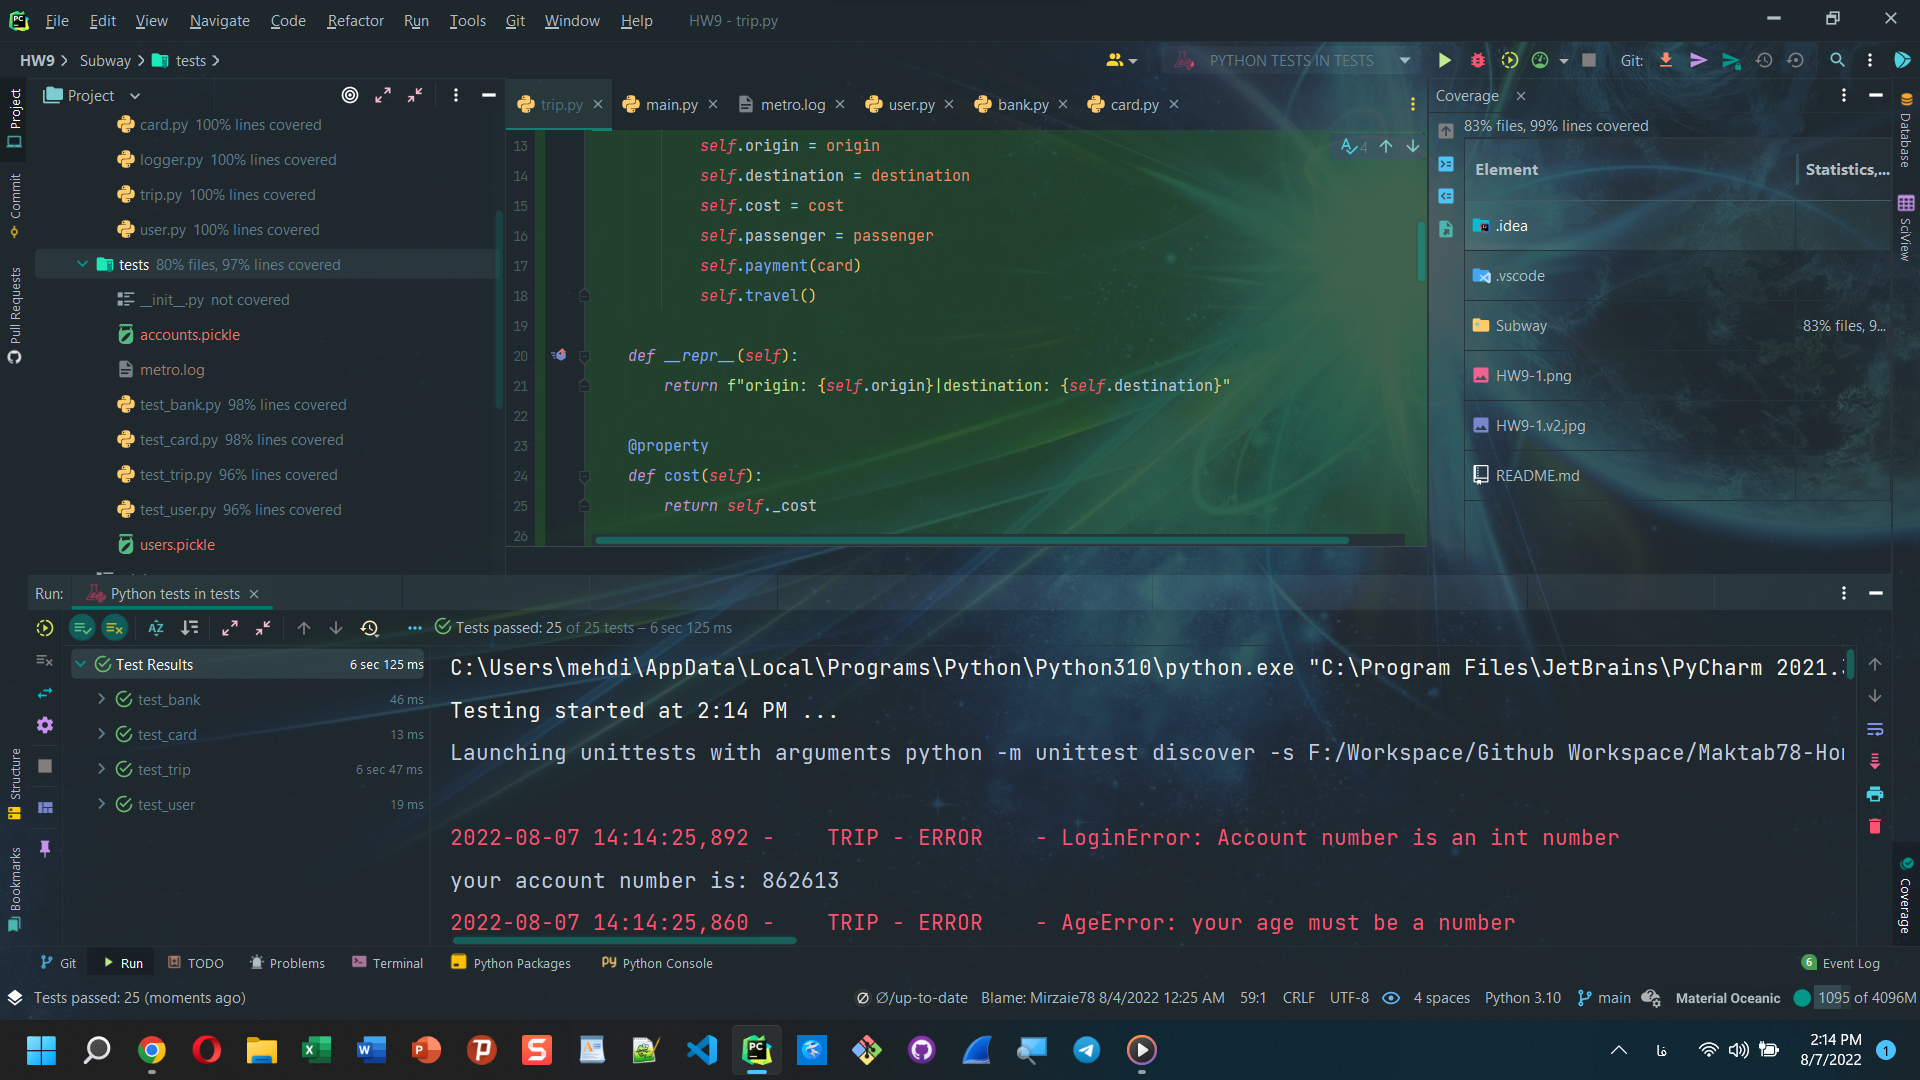 File Edit View Navigate Code Refactor Run Tools Git Window Help HW9 - trip.py
HW9 Subway tests
PYTHON TESTS IN TESTS
Git:
Project
card.py 100% lines covered
logger.py 100% lines covered
trip.py 100% lines covered
user.py 100% lines covered
tests 80% files, 97% lines covered
__init__.py not covered
accounts.pickle
metro.log
test_bank.py 98% lines covered
test_card.py 98% lines covered
test_trip.py 96% lines covered
test_user.py 96% lines covered
users.pickle
Project
Commit
Pull Requests
Structure
Bookmarks
trip.py main.py metro.log user.py bank.py card.py
4
13 self.origin = origin
14 self.destination = destination
15 self.cost = cost
16 self.passenger = passenger
17 self.payment(card)
18 self.travel()
19
20 def __repr__(self):
21 return f"origin: {self.origin}|destination: {self.destination}"
22
23 @property
24 def cost(self):
25 return self._cost
26
Coverage
83% files, 99% lines covered
Element Statistics,...
.idea
.vscode
Subway 83% files, 9...
HW9-1.png
HW9-1.v2.jpg
README.md
Database
SciView
Coverage
Run: Python tests in tests
Tests passed: 25 of 25 tests – 6 sec 125 ms
Test Results 6 sec 125 ms
test_bank 46 ms
test_card 13 ms
test_trip 6 sec 47 ms
test_user 19 ms
C:\Users\mehdi\AppData\Local\Programs\Python\Python310\python.exe "C:\Program Files\JetBrains\PyCharm 2021.
Testing started at 2:14 PM ...
Launching unittests with arguments python -m unittest discover -s F:/Workspace/Github Workspace/Maktab78-Ho
2022-08-07 14:14:25,892 - TRIP - ERROR - LoginError: Account number is an int number
your account number is: 862613
2022-08-07 14:14:25,860 - TRIP - ERROR - AgeError: your age must be a number
Git Run TODO Problems Terminal Python Packages Python Console 6 Event Log
Tests passed: 25 (moments ago) ∅/up-to-date Blame: Mirzaie78 8/4/2022 12:25 AM 59:1 CRLF UTF-8 4 spaces Python 3.10 main Material Oceanic 1095 of 4096M
فا
2:14 PM
8/7/2022
1